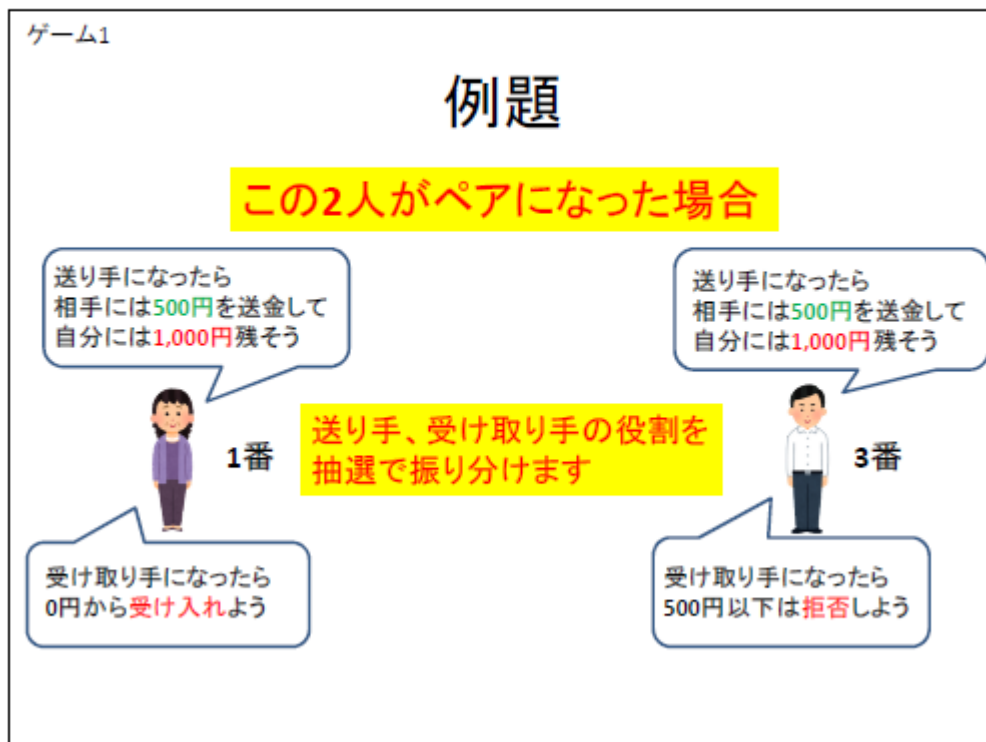 ゲーム1
例題
この2人がペアになった場合
送り手になったら
相手には500円を送金して
自分には1,000円残そう
送り手になったら
相手には500円を送金して
自分には1,000円残そう
1番
送り手、受け取り手の役割を
抽選で振り分けます
3番
受け取り手になったら
0円から受け入れよう
受け取り手になったら
500円以下は拒否しよう